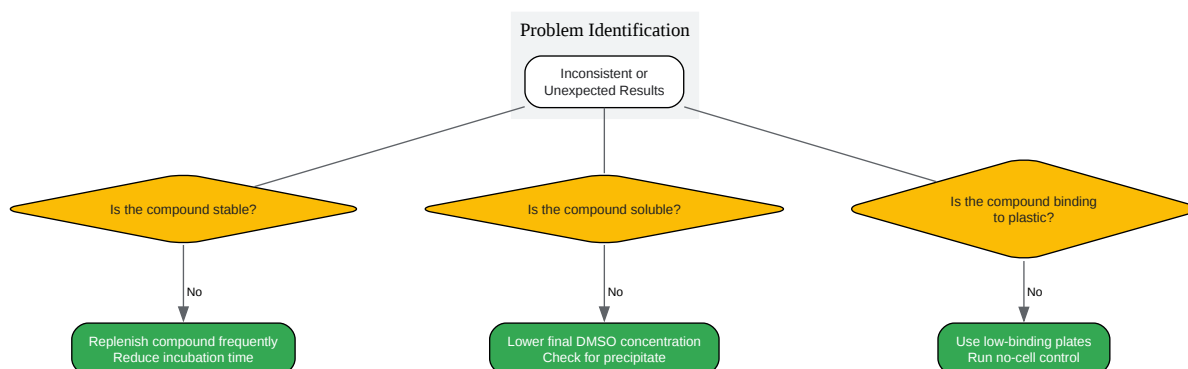 Problem Identification
Inconsistent or
Unexpected Results
Is the compound stable?
Is the compound soluble?
Is the compound binding
to plastic?
No
No
No
Replenish compound frequently
Reduce incubation time
Lower final DMSO concentration
Check for precipitate
Use low-binding plates
Run no-cell control